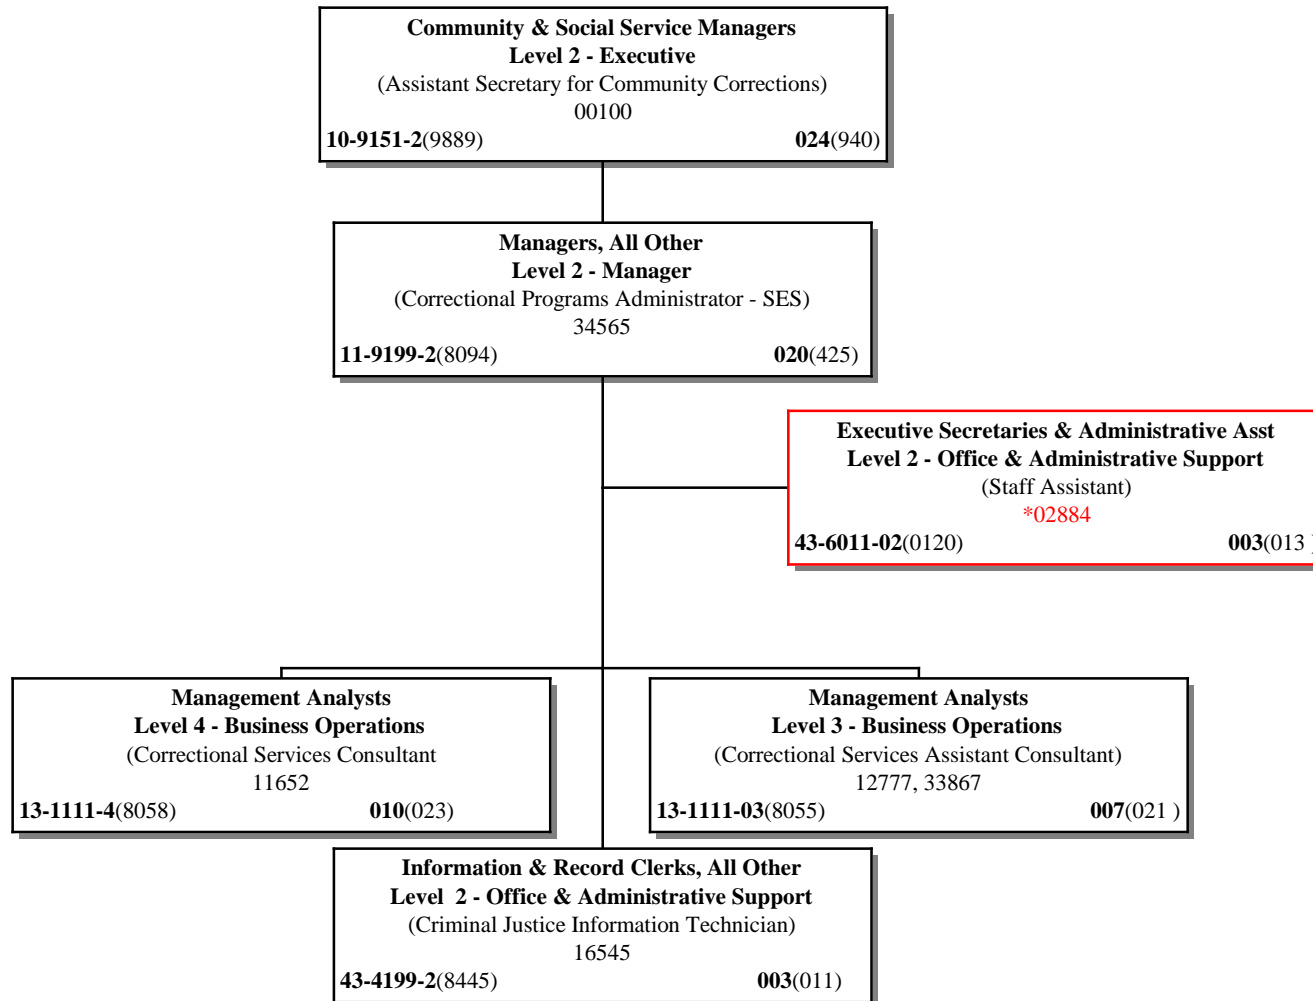 Community & Social Service Managers
Level 2 - Executive
(Assistant Secretary for Community Corrections)
00100
10-9151-2(9889) 024(940)
Managers, All Other
Level 2 - Manager
(Correctional Programs Administrator - SES)
34565
11-9199-2(8094) 020(425)
Executive Secretaries & Administrative Asst
Level 2 - Office & Administrative Support
(Staff Assistant)
*02884
43-6011-02(0120) 003(013 )
Management Analysts
Level 4 - Business Operations
(Correctional Services Consultant
11652
13-1111-4(8058) 010(023)
Management Analysts
Level 3 - Business Operations
(Correctional Services Assistant Consultant)
12777, 33867
13-1111-03(8055) 007(021 )
Information & Record Clerks, All Other
Level  2 - Office & Administrative Support
(Criminal Justice Information Technician)
16545
43-4199-2(8445) 003(011)